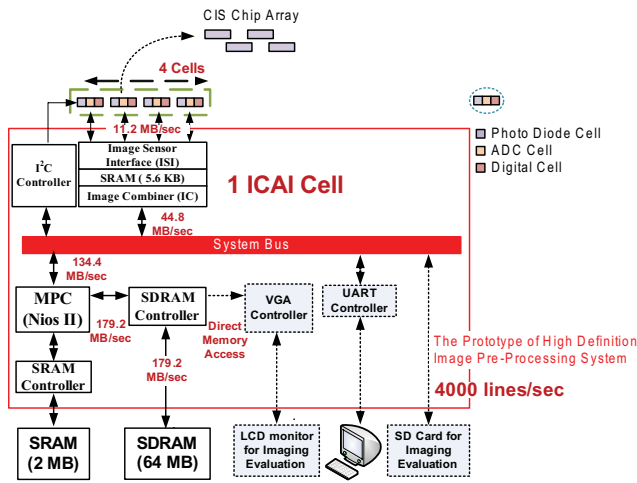 CIS Chip Array
4 Cells
Photo Diode Cell
ADC Cell
Digital Cell
11.2 MB/sec
I²C
Controller
Image Sensor
Interface (ISI)
SRAM ( 5.6 KB)
Image Combiner (IC)
1 ICAI Cell
44.8
MB/sec
System Bus
134.4
MB/sec
MPC
(Nios II)
179.2
MB/sec
SDRAM
Controller
Direct
Memory
Access
VGA
Controller
UART
Controller
SRAM
Controller
179.2
MB/sec
The Prototype of High Definition
Image Pre-Processing System
4000 lines/sec
SRAM
(2 MB)
SDRAM
(64 MB)
LCD monitor
for Imaging
Evaluation
SD Card for
Imaging
Evaluation